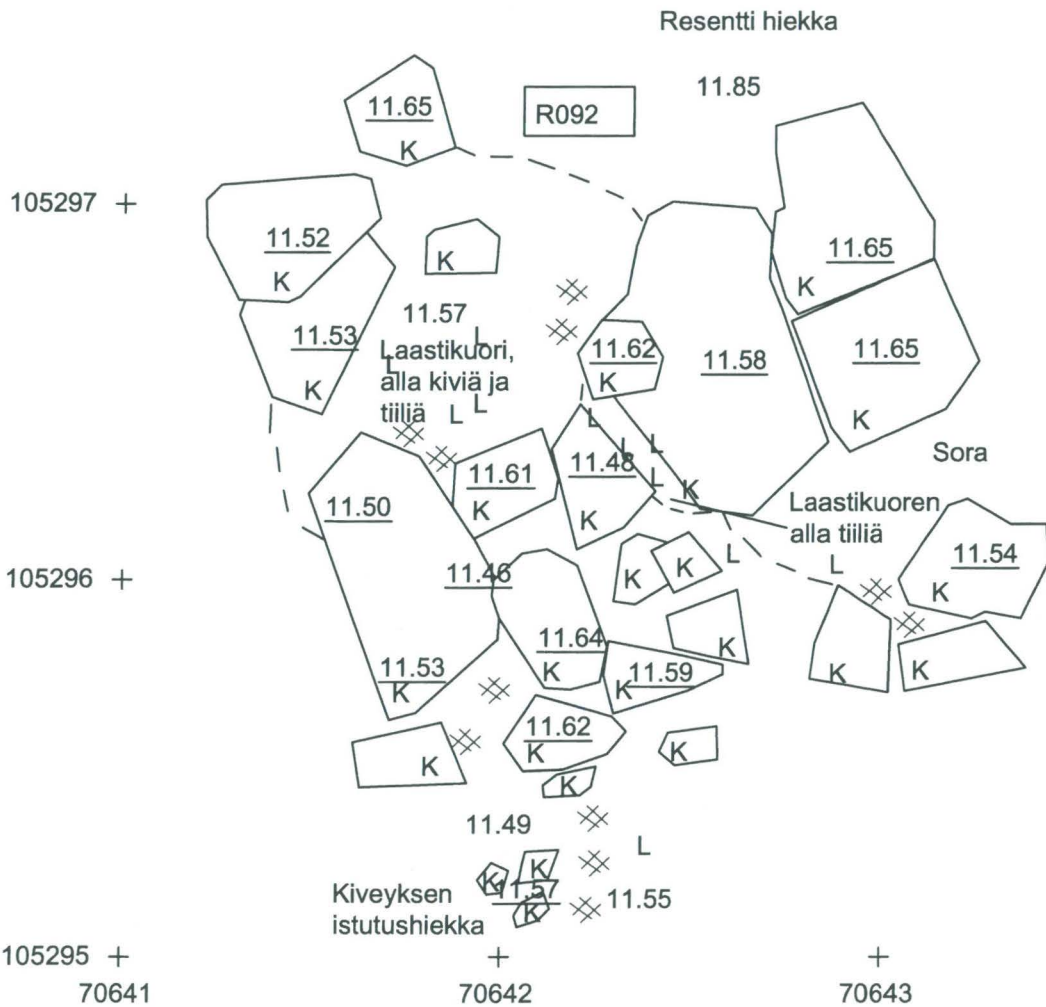 Resentti hiekka
11.85
11.65
K
R092
105297
11.52
K
K
11.65
K
11.57
L
11.53
K
Laastikuori,
L
alla kiviä ja
L
tiiliä
L
11.62
K
11.58
11.65
K
L
L
L
Sora
11.61
K
11.48
K
L
K
11.50
Laastikuoren
alla tiiliä
L
L
11.54
K
105296
11.46
K
K
11.64
K
K
11.53
K
11.59
K
K
K
11.62
K
K
K
K
11.49
L
K
K
11.57
K
11.55
Kiveyksen
istutushiekka
105295
70641
70642
70643